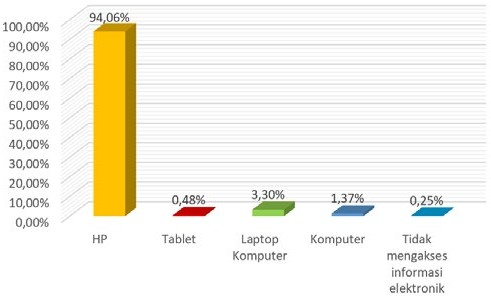 94,06%
100,00%
90,00%
80,00%
70,00%
60,00%
50,00%
40,00%
30,00%
20,00%
10,00%
0,00%
0,48%
3,30%
1,37%
0,25%
HP
Tablet
Laptop
Komputer
Komputer
Tidak
mengakses
informasi
elektronik